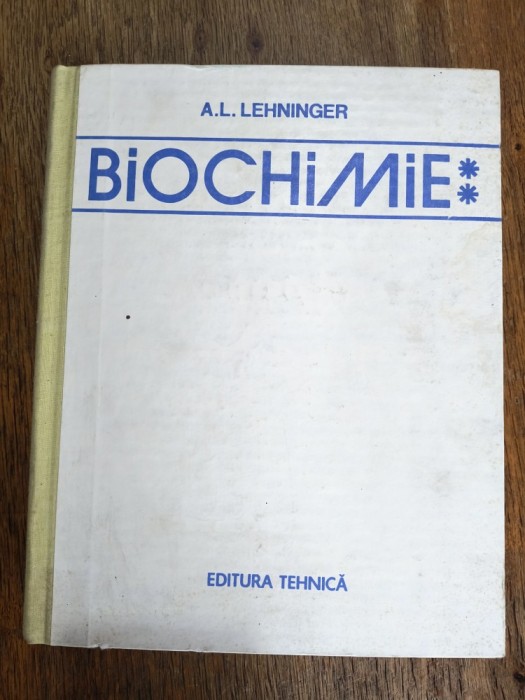 A.L. LEHNINGER
BiOCHiMiE**
EDITURA TEHNICĂ